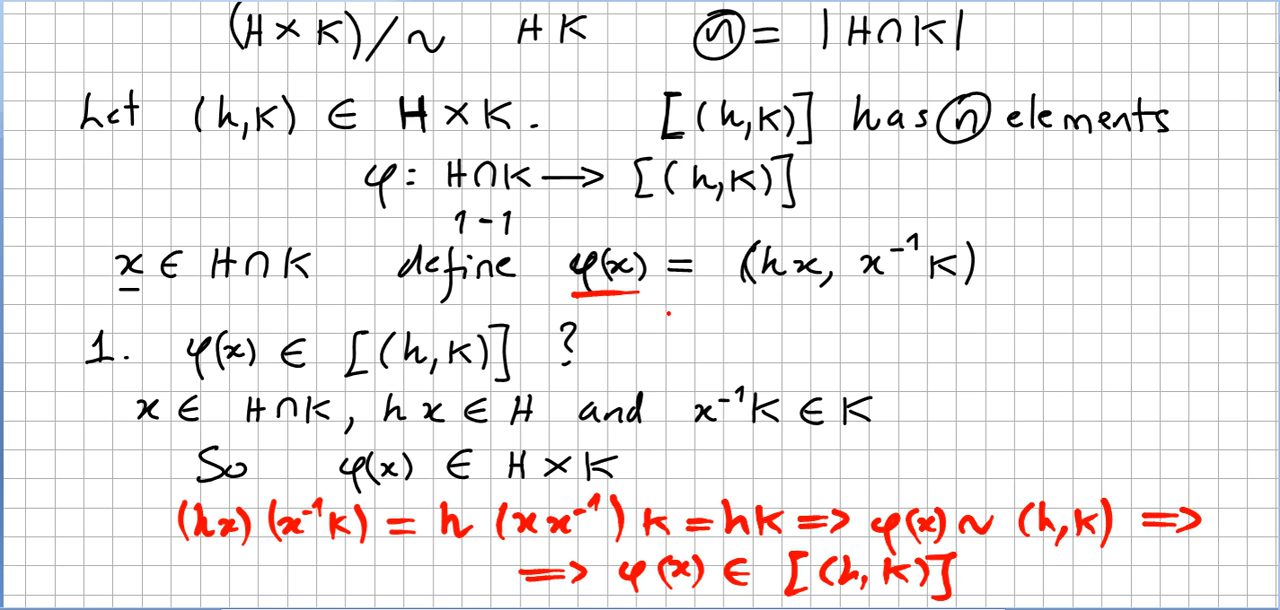 (H × K)/∼ HK n = |H∩K|
Let (h,k) ∈ H × K. [(h,k)] has n elements
φ: H∩K ⟶ [(h,k)]
1-1
x ∈ H∩K define φ(x) = (hx, x⁻¹k)
1. φ(x) ∈ [(h,k)] ?
x ∈ H∩K, hx ∈ H and x⁻¹k ∈ K
So φ(x) ∈ H × K
(hx)(x⁻¹k) = h(xx⁻¹)k = hk => φ(x) ∼ (h,k) =>
=> φ(x) ∈ [(h,k)]